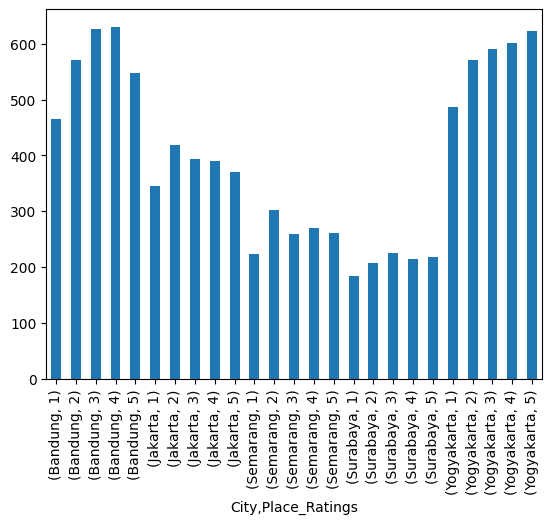 600
500
400
300
200
100
0
(Bandung, 1)
(Bandung, 2)
(Bandung, 3)
(Bandung, 4)
(Bandung, 5)
(Jakarta, 1)
(Jakarta, 2)
(Jakarta, 3)
(Jakarta, 4)
(Jakarta, 5)
(Semarang, 1)
(Semarang, 2)
(Semarang, 3)
(Semarang, 4)
(Semarang, 5)
(Surabaya, 1)
(Surabaya, 2)
(Surabaya, 3)
(Surabaya, 4)
(Surabaya, 5)
(Yogyakarta, 1)
(Yogyakarta, 2)
(Yogyakarta, 3)
(Yogyakarta, 4)
(Yogyakarta, 5)
City,Place_Ratings